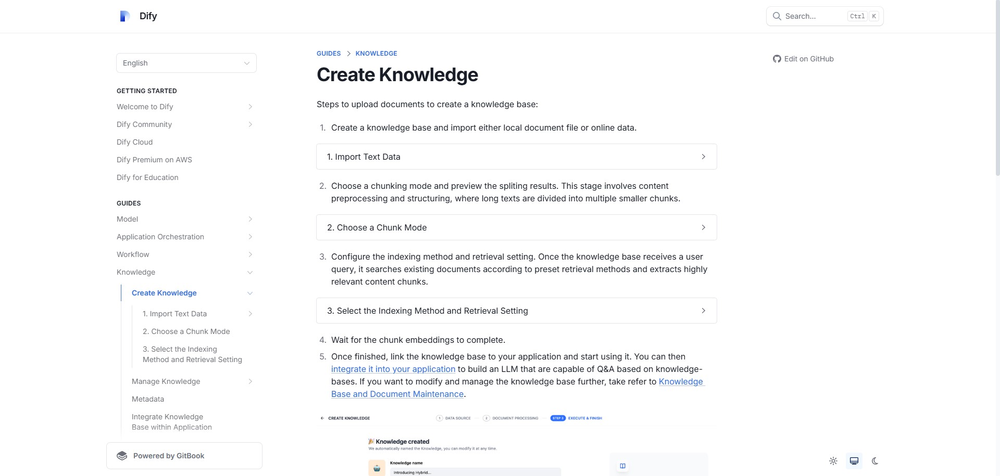 Dify
Search...
Ctrl K
English
GETTING STARTED
Welcome to Dify
Dify Community
Dify Cloud
Dify Premium on AWS
Dify for Education
GUIDES
Model
Application Orchestration
Workflow
Knowledge
Create Knowledge
1. Import Text Data
2. Choose a Chunk Mode
3. Select the Indexing
Method and Retrieval Setting
Manage Knowledge
Metadata
Integrate Knowledge
Base within Application
Powered by GitBook
GUIDES
KNOWLEDGE
Create Knowledge
Steps to upload documents to create a knowledge base:
1. Create a knowledge base and import either local document file or online data.
1. Import Text Data
2. Choose a chunking mode and preview the spliting results. This stage involves content
preprocessing and structuring, where long texts are divided into multiple smaller chunks.
2. Choose a Chunk Mode
3. Configure the indexing method and retrieval setting. Once the knowledge base receives a user
query, it searches existing documents according to preset retrieval methods and extracts highly
relevant content chunks.
3. Select the Indexing Method and Retrieval Setting
4. Wait for the chunk embeddings to complete.
5. Once finished, link the knowledge base to your application and start using it. You can then
integrate it into your application to build an LLM that are capable of Q&A based on knowledge-
bases. If you want to modify and manage the knowledge base further, take refer to Knowledge
Base and Document Maintenance.
CREATE KNOWLEDGE
1 DATA SOURCE
2 DOCUMENT PROCESSING
STEP 3 EXECUTE & FINISH
Knowledge created
We automatically named the Knowledge, you can modify it at any time.
Knowledge name
Introducing Hybrid...
Edit on GitHub